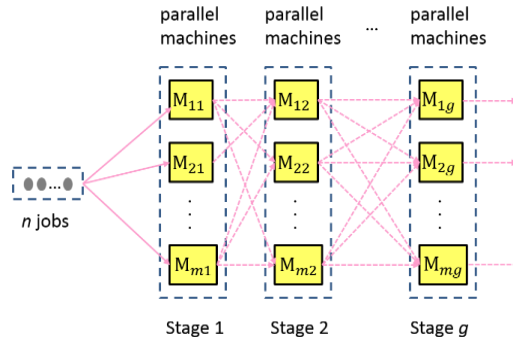 parallel machines
parallel machines
...
parallel machines
M11
M12
M1g
M21
M22
M2g
...
n jobs
⋮
⋮
⋮
Mm1
Mm2
Mmg
Stage 1
Stage 2
Stage g